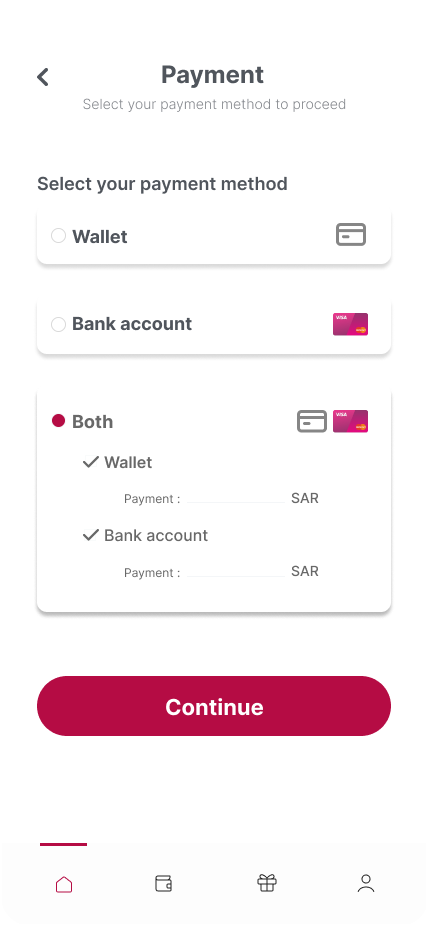 Payment
Select your payment method to proceed
Select your payment method
Wallet
Bank account
VISA
Both
VISA
Wallet
Payment : SAR
Bank account
Payment : SAR
Continue